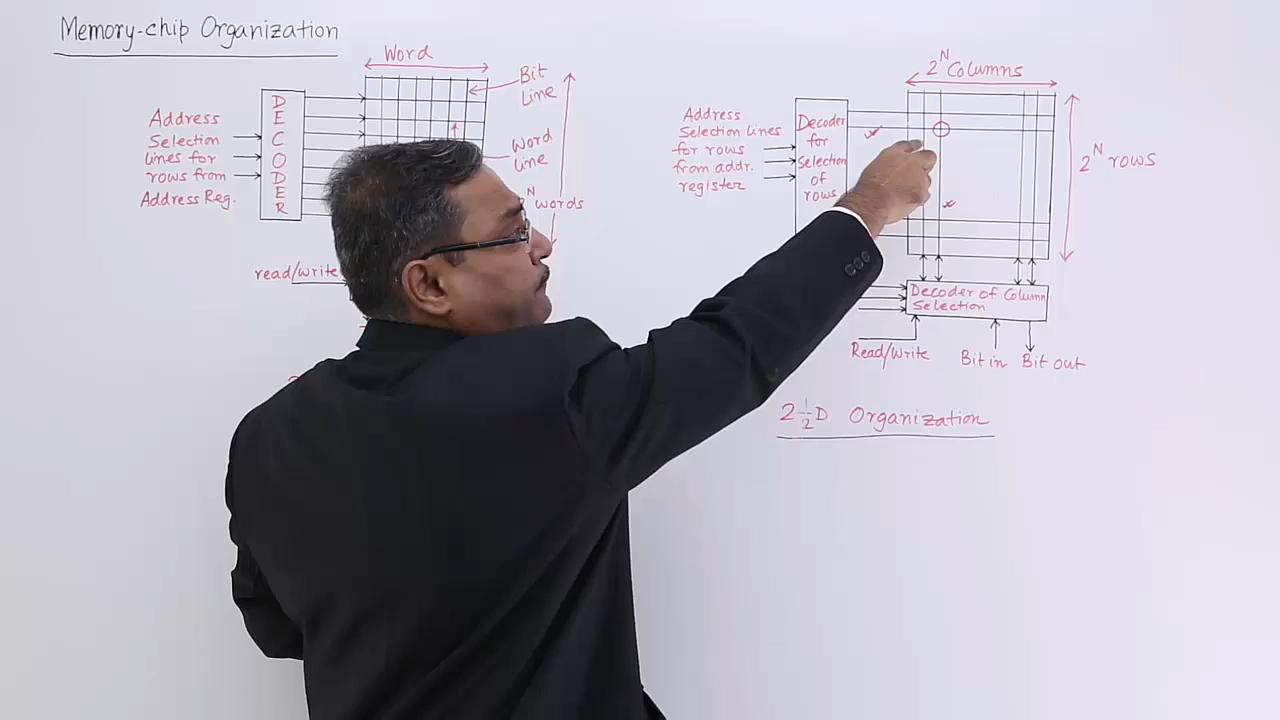 Memory-chip Organization
Word
Bit
Line
Address
Selection
lines for
rows from
Address Reg.
DECODER
Word
line
N
words
read/write
2^N Columns
Address
Selection lines
for rows
from addr.
register
Decoder
for
Selection
of
rows
2^N rows
Decoder of Column
Selection
Read/Write
Bit in Bit out
2 1/2 D Organization